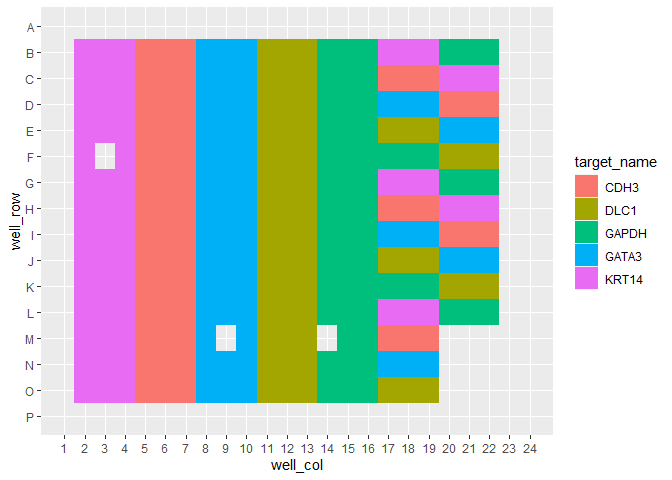 A
B
C
D
E
F
G
H
I
J
K
L
M
N
O
P
well_row
1 2 3 4 5 6 7 8 9 10 11 12 13 14 15 16 17 18 19 20 21 22 23 24
well_col
target_name
CDH3
DLC1
GAPDH
GATA3
KRT14